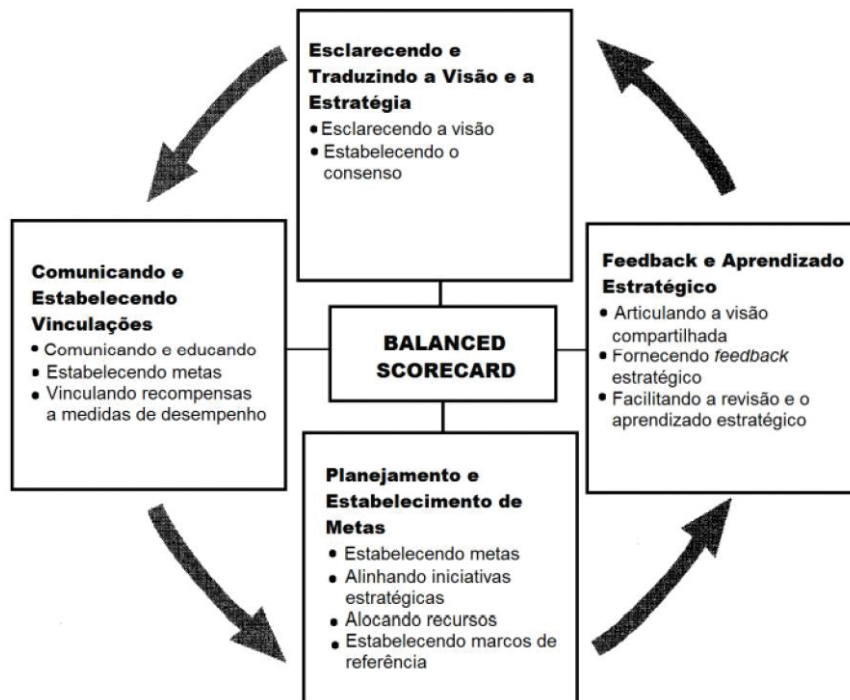 Esclarecendo e
Traduzindo a Visão e a
Estratégia
• Esclarecendo a visão
• Estabelecendo o
consenso
Comunicando e
Estabelecendo
Vinculações
• Comunicando e educando
• Estabelecendo metas
• Vinculando recompensas
a medidas de desempenho
BALANCED
SCORECARD
Feedback e Aprendizado
Estratégico
• Articulando a visão
compartilhada
• Fornecendo feedback
estratégico
• Facilitando a revisão e o
aprendizado estratégico
Planejamento e
Estabelecimento de
Metas
• Estabelecendo metas
• Alinhando iniciativas
estratégicas
• Alocando recursos
• Estabelecendo marcos de
referência